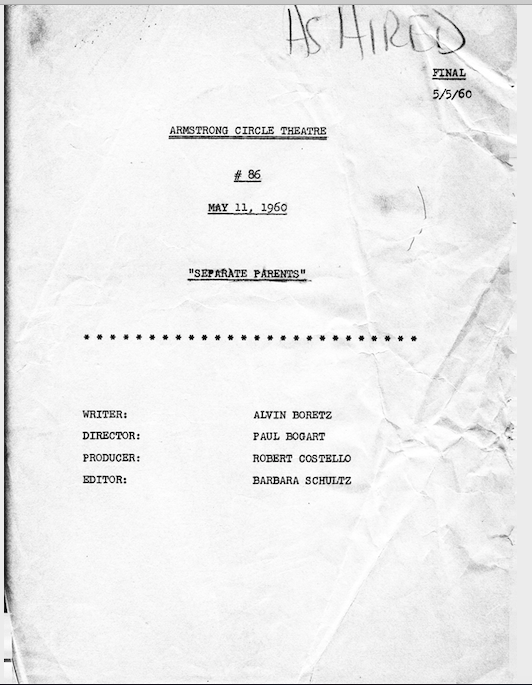 AS AIRED
FINAL
5/5/60
ARMSTRONG CIRCLE THEATRE
# 86
MAY 11, 1960
"SEPARATE PARENTS"
* * * * * * * * * * * * * * * * * * * * * * * * * *
WRITER: ALVIN BORETZ
DIRECTOR: PAUL BOGART
PRODUCER: ROBERT COSTELLO
EDITOR: BARBARA SCHULTZ